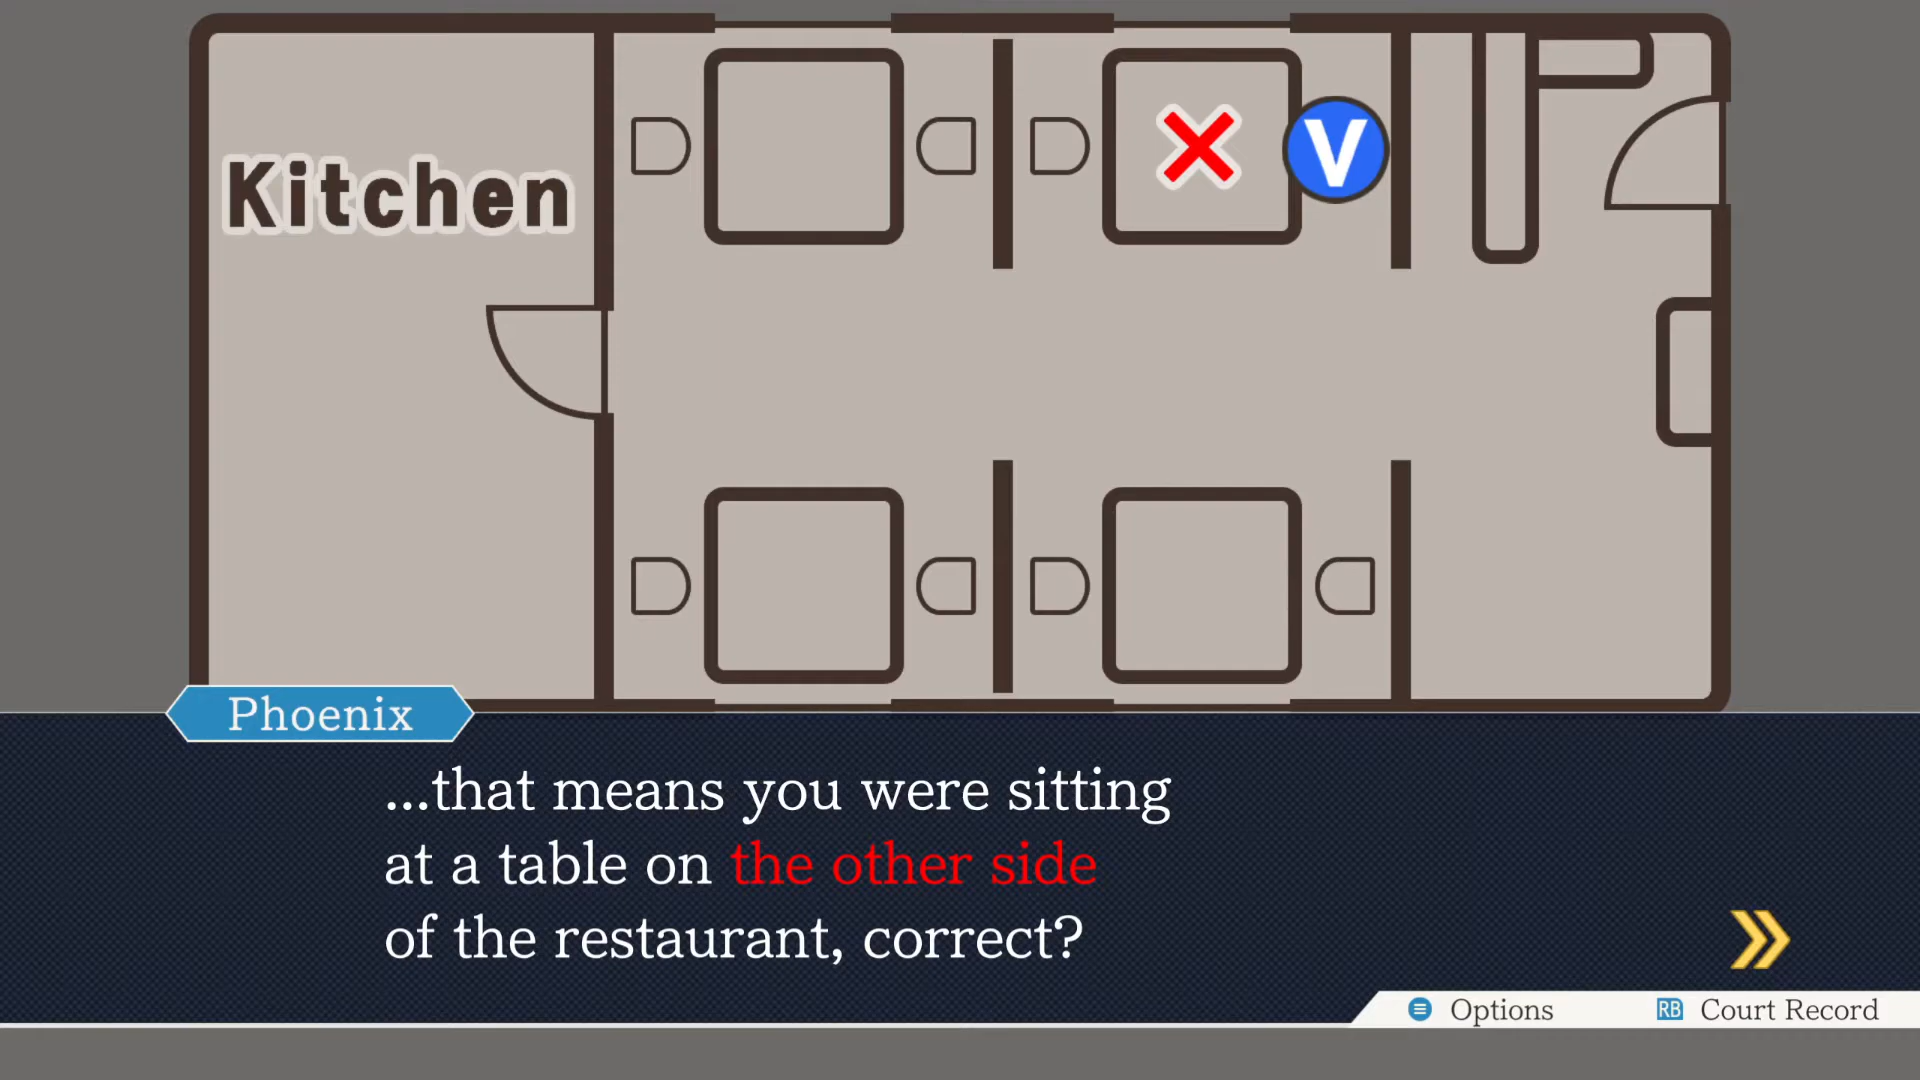 Kitchen
V
Phoenix
...that means you were sitting
at a table on the other side
of the restaurant, correct?
Options
RB Court Record